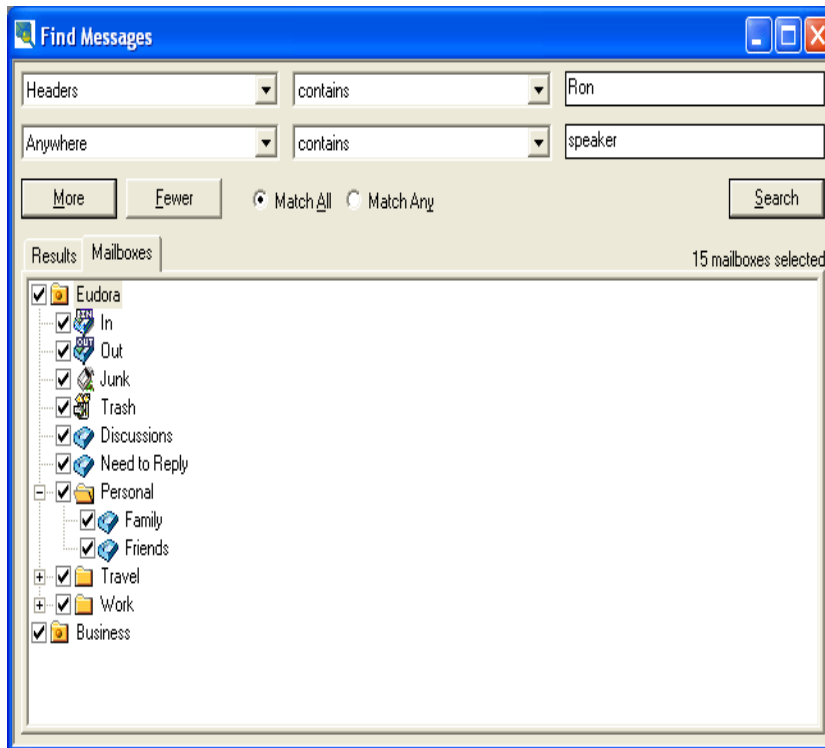 Find Messages
Headers contains Ron
Anywhere contains speaker
More Fewer Match All Match Any Search
Results Mailboxes 15 mailboxes selected
Eudora
In
Out
Junk
Trash
Discussions
Need to Reply
Personal
Family
Friends
Travel
Work
Business